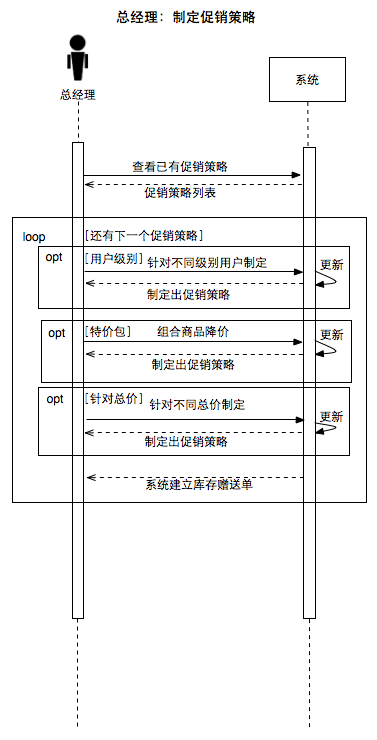 总经理：制定促销策略
总经理
系统
查看已有促销策略
促销策略列表
loop
[还有下一个促销策略]
opt
[用户级别]
针对不同级别用户制定
更新
制定出促销策略
opt
[特价包]
组合商品降价
更新
制定出促销策略
opt
[针对总价]
针对不同总价制定
更新
制定出促销策略
系统建立库存赠送单